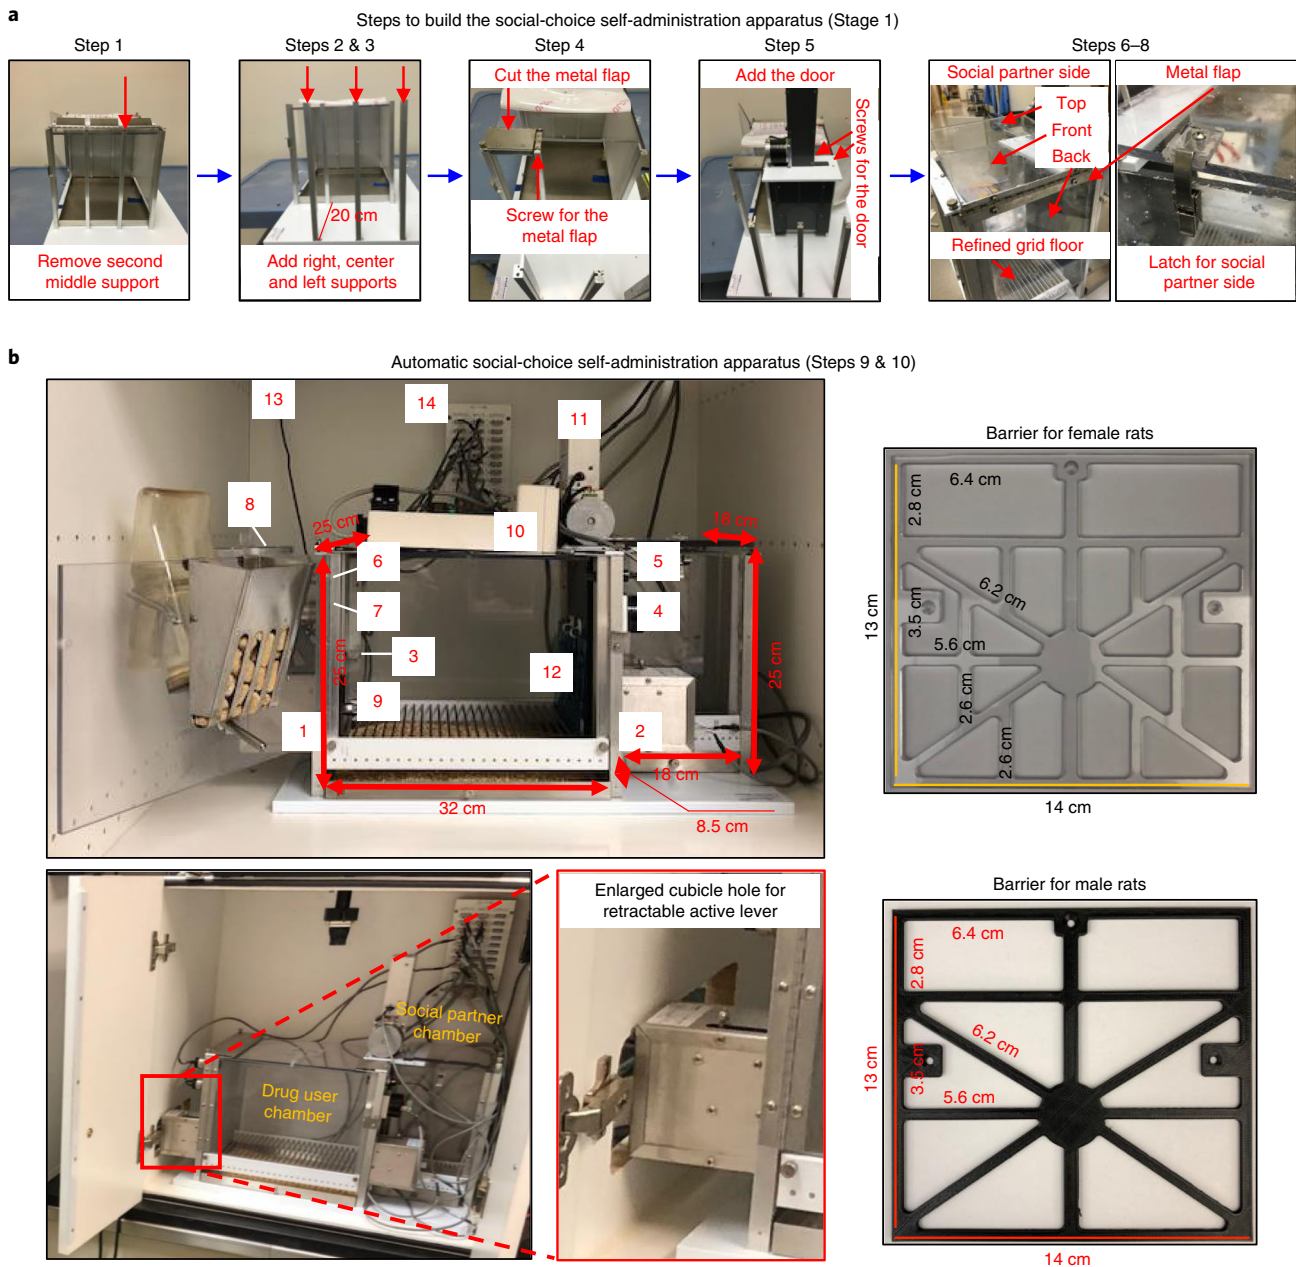 a
Steps to build the social-choice self-administration apparatus (Stage 1)
Step 1
Steps 2 & 3
Step 4
Step 5
Steps 6–8
Remove second
middle support
20 cm
Add right, center
and left supports
Cut the metal flap
Screw for the
metal flap
Add the door
Screws for the door
Social partner side
Top
Front
Back
Refined grid floor
Metal flap
Latch for social
partner side
b
Automatic social-choice self-administration apparatus (Steps 9 & 10)
13
14
11
8
25 cm
10
18 cm
6
5
7
4
3
25 cm
12
25 cm
9
1
2
18 cm
32 cm
8.5 cm
Barrier for female rats
6.4 cm
2.8 cm
6.2 cm
3.5 cm
13 cm
5.6 cm
2.6 cm
2.6 cm
14 cm
Social partner
chamber
Drug user
chamber
Enlarged cubicle hole for
retractable active lever
Barrier for male rats
6.4 cm
2.8 cm
6.2 cm
3.5 cm
13 cm
5.6 cm
14 cm